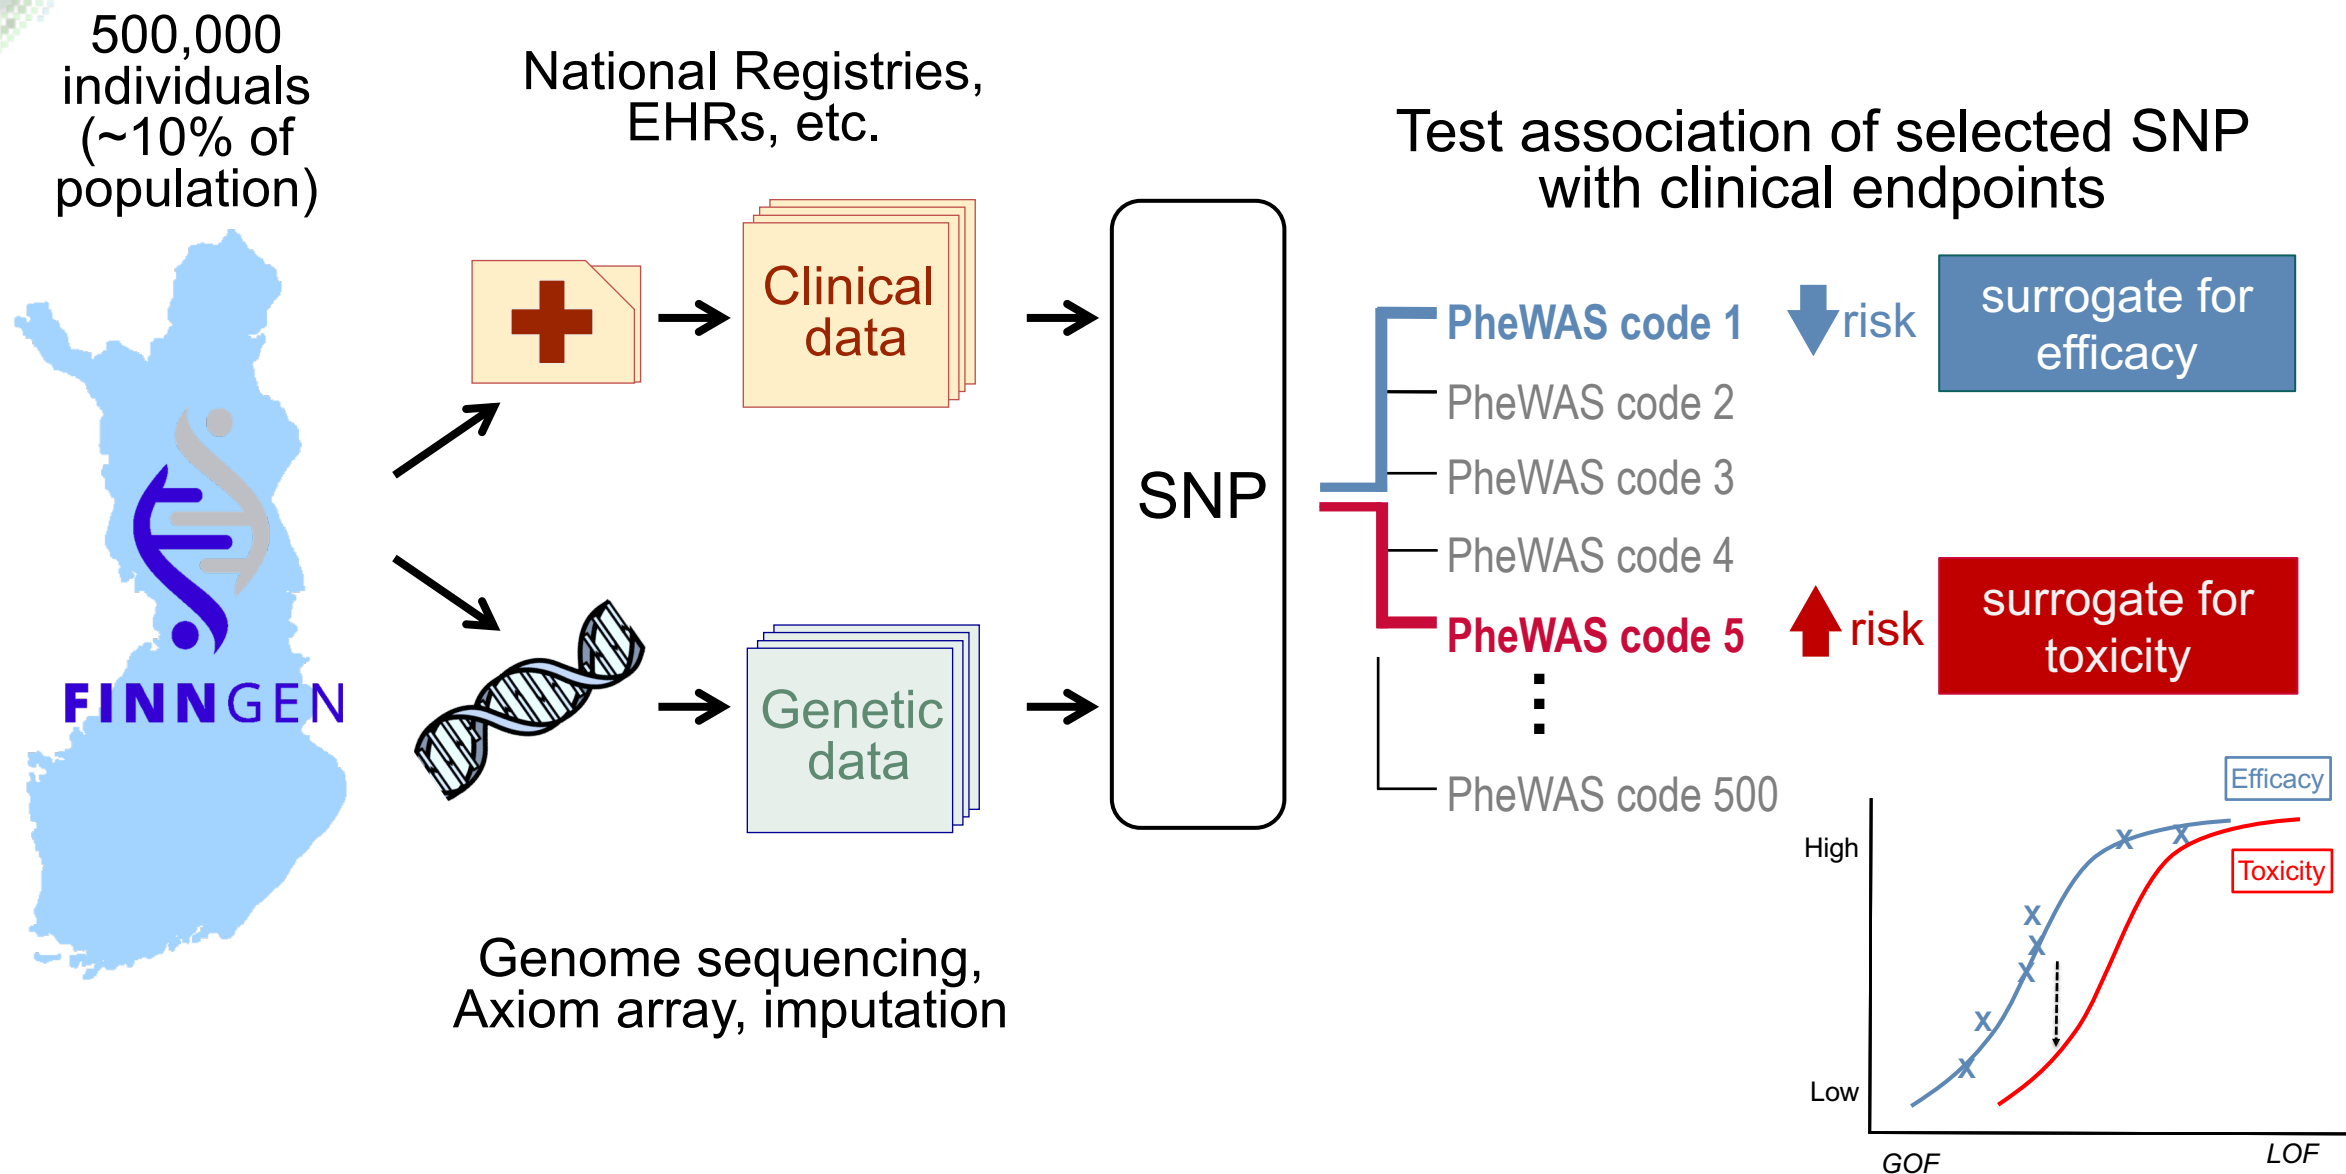 500,000
individuals
(~10% of
population)
National Registries,
EHRs, etc.
Test association of selected SNP
with clinical endpoints
Clinical
data
SNP
PheWAS code 1
risk
surrogate for
efficacy
PheWAS code 2
PheWAS code 3
PheWAS code 4
PheWAS code 5
risk
surrogate for
toxicity
PheWAS code 500
FINNGEN
Genetic
data
Genome sequencing,
Axiom array, imputation
Efficacy
High
Toxicity
x
x
x
x
x
x
x
Low
GOF
LOF